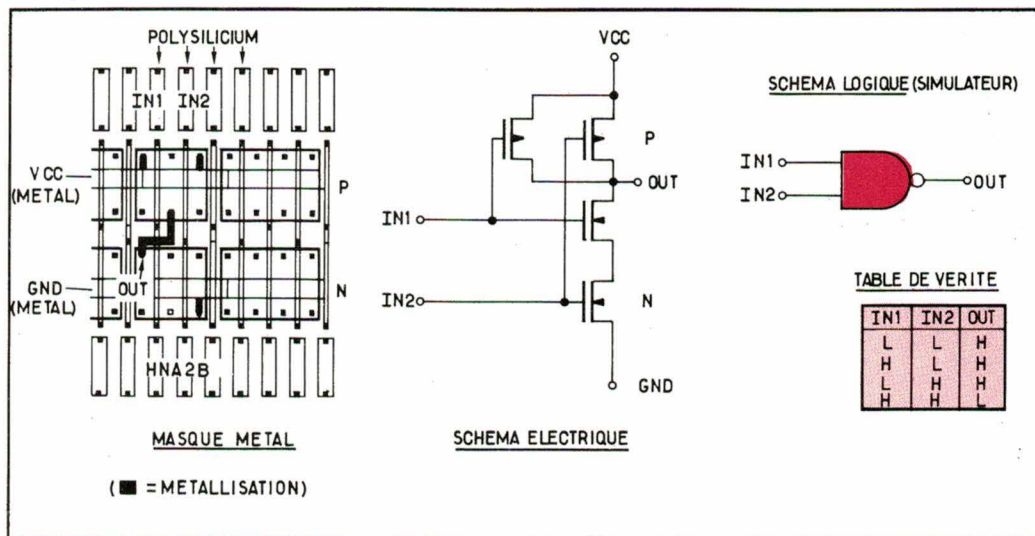 POLYSILICIUM
IN1 IN2
VCC
(METAL)
P
GND
(METAL)
OUT
N
HNA2B
MASQUE METAL
(■ = METALLISATION)
VCC
P
OUT
IN1
IN2
N
GND
SCHEMA ELECTRIQUE
SCHEMA LOGIQUE (SIMULATEUR)
IN1
IN2
OUT
TABLE DE VERITE
IN1 IN2 OUT
L L H
H L H
L H H
H H L